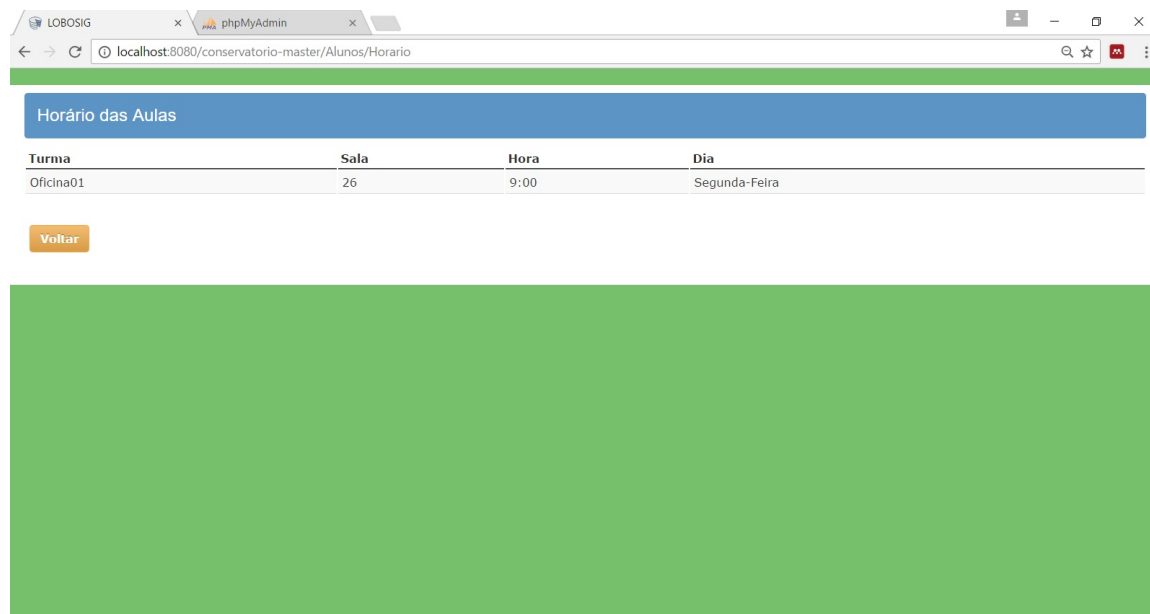 LOBOSIG
phpMyAdmin
localhost:8080/conservatorio-master/Alunos/Horario
Horário das Aulas
Turma Sala Hora Dia
Oficina01 26 9:00 Segunda-Feira
Voltar